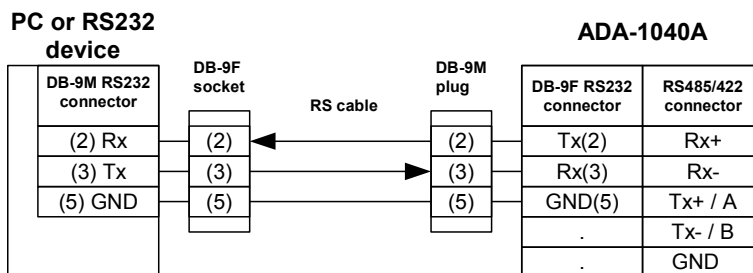 PC or RS232
device
ADA-1040A
DB-9M RS232
connector
DB-9F
socket
RS cable
DB-9M
plug
DB-9F RS232
connector
RS485/422
connector
(2) Rx
(2)
(2)
Tx(2)
Rx+
(3) Tx
(3)
(3)
Rx(3)
Rx-
(5) GND
(5)
(5)
GND(5)
Tx+ / A
.
Tx- / B
.
GND